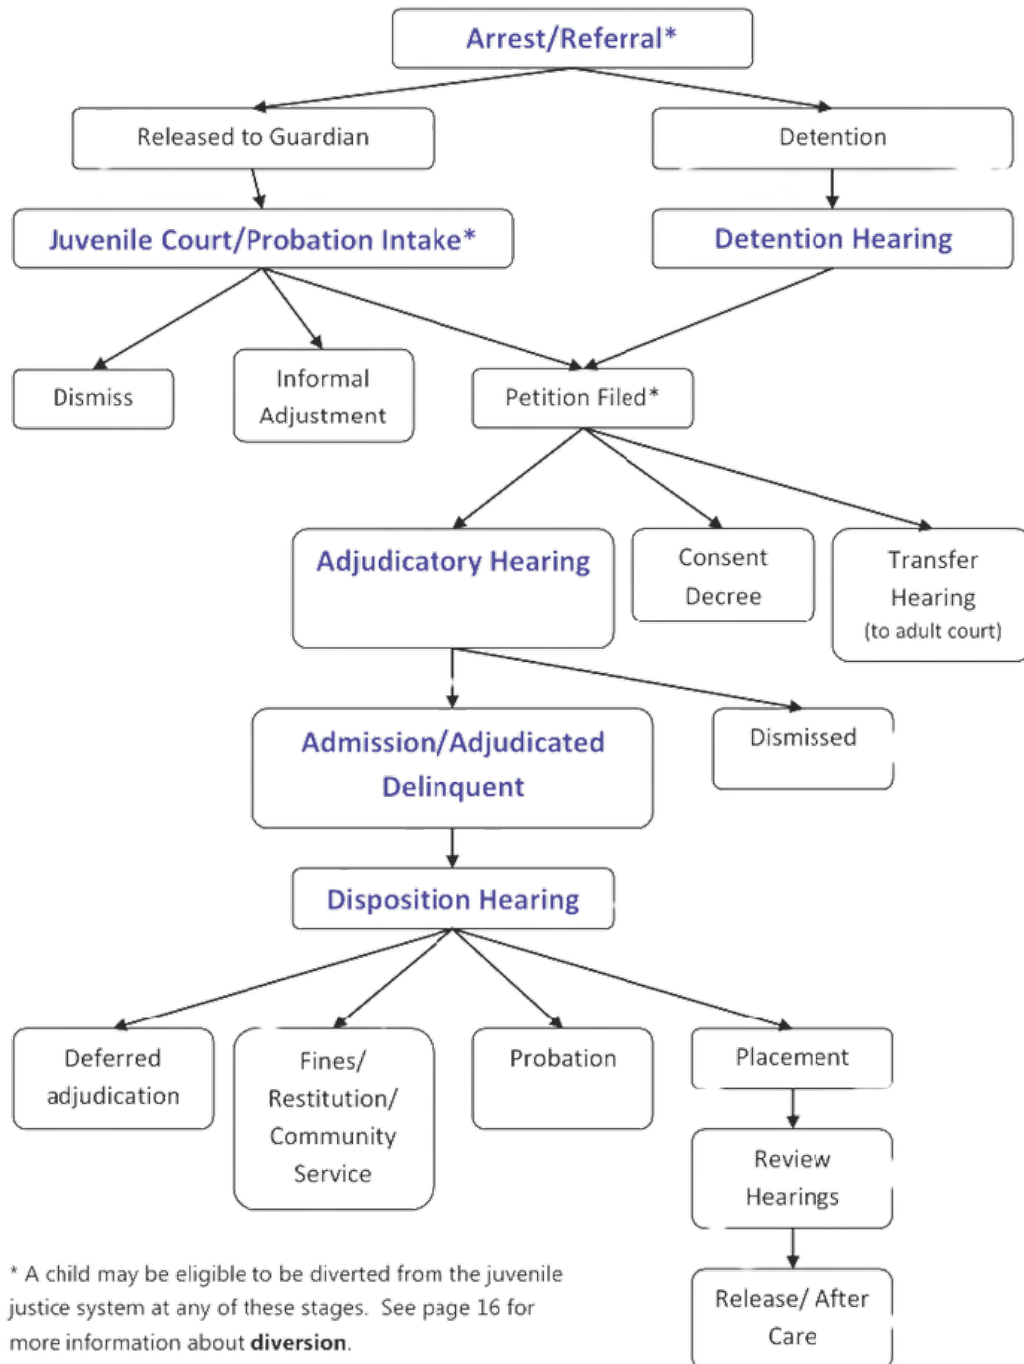 Arrest/Referral*
Released to Guardian
Detention
Juvenile Court/Probation Intake*
Detention Hearing
Dismiss
Informal
Adjustment
Petition Filed*
Adjudicatory Hearing
Consent
Decree
Transfer
Hearing
(to adult court)
Admission/Adjudicated
Delinquent
Dismissed
Disposition Hearing
Deferred
adjudication
Fines/
Restitution/
Community
Service
Probation
Placement
Review
Hearings
Release/ After
Care
* A child may be eligible to be diverted from the juvenile
justice system at any of these stages.  See page 16 for
more information about diversion.